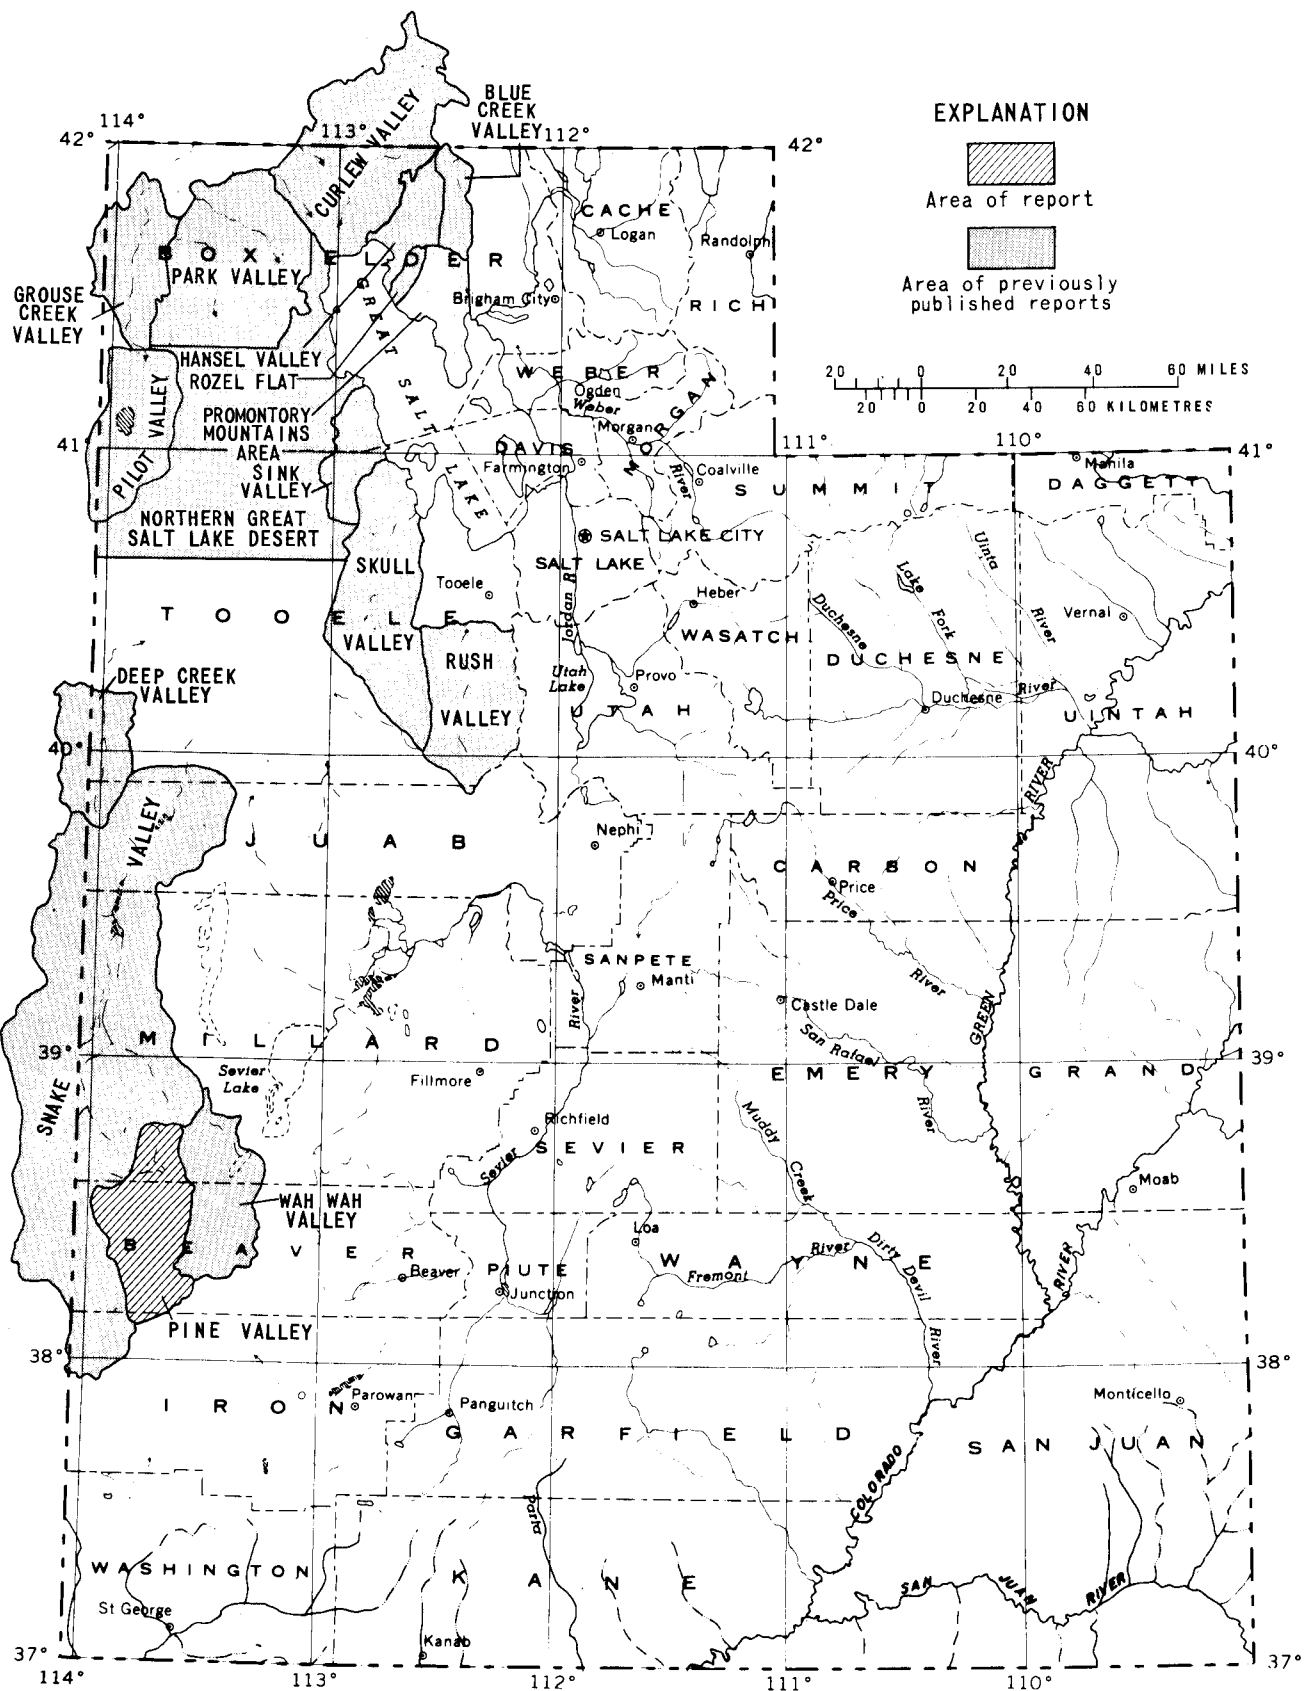 BLUE
CREEK
VALLEY
114°
42°
113°
112°
42°
CURLEW VALLEY
EXPLANATION
Area of report
Area of previously
published reports
20 0 20 40 60 MILES
20 0 20 40 60 KILOMETRES
CACHE
Logan
Randolph
BOX ELDER
PARK VALLEY
GROUSE
CREEK
VALLEY
Brigham City
RICH
GREAT SALT LAKE
HANSEL VALLEY
ROZEL FLAT
PROMONTORY
MOUNTAINS
AREA
SINK
VALLEY
PILOT VALLEY
WEBER
Ogden
Weber
River
MORGAN
Morgan
41°
111°
110°
41°
DAVIS
Farmington
Coalville
SUMMIT
Manila
DAGGETT
NORTHERN GREAT
SALT LAKE DESERT
SALT LAKE CITY
SALT LAKE
SKULL
VALLEY
Tooele
TOOELE
Jordan R
Heber
WASATCH
Uinta
River
Lake
Fork
Duchesne
River
Vernal
DUCHESNE
Duchesne
RUSH
VALLEY
Utah
Lake
Provo
UTAH
UINTAH
DEEP CREEK
VALLEY
40°
40°
GREEN
RIVER
SNAKE
VALLEY
JUAB
Nephi
CARBON
Price
Price
River
SANPETE
Manti
River
Castle Dale
San Rafael
River
MILLARD
39°
39°
Sevier
Lake
Fillmore
EMERY
GRAND
Richfield
SEVIER
Sevier
Muddy
Creek
Moab
WAH WAH
VALLEY
Loa
WAYNE
Fremont
River
Dirty
Devil
River
RIVER
BEAVER
Beaver
PIUTE
Junction
PINE VALLEY
38°
38°
IRON
Parowan
Panguitch
Monticello
GARFIELD
SAN JUAN
COLORADO
Paria
WASHINGTON
St George
KANE
Kanab
SAN
JUAN
RIVER
37°
37°
114°
113°
112°
111°
110°